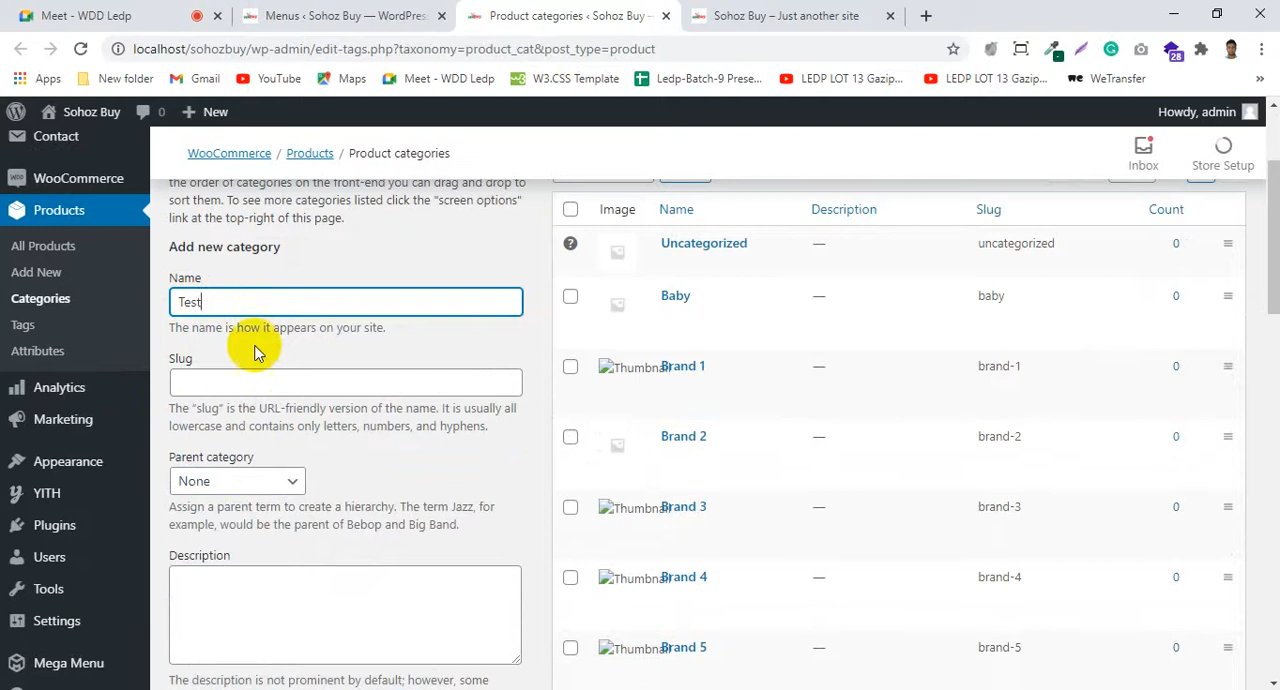 Meet - WDD Ledp
Menus ‹ Sohoz Buy — WordPres
Product categories ‹ Sohoz Buy —
Sohoz Buy – Just another site
localhost/sohozbuy/wp-admin/edit-tags.php?taxonomy=product_cat&post_type=product
28
Apps
New folder
Gmail
YouTube
Maps
Meet - WDD Ledp
W3.CSS Template
Ledp-Batch-9 Prese...
LEDP LOT 13 Gazip...
LEDP LOT 13 Gazip...
WeTransfer
»
Sohoz Buy
0
New
Howdy, admin
Contact
WooCommerce
Products
All Products
Add New
Categories
Tags
Attributes
Analytics
Marketing
Appearance
YITH
Plugins
Users
Tools
Settings
Mega Menu
WooCommerce / Products / Product categories
Inbox
Store Setup
the order of categories on the front-end you can drag and drop to
sort them. To see more categories listed click the "screen options"
link at the top-right of this page.
Add new category
Name
Test
The name is how it appears on your site.
Slug
The “slug” is the URL-friendly version of the name. It is usually all
lowercase and contains only letters, numbers, and hyphens.
Parent category
None
Assign a parent term to create a hierarchy. The term Jazz, for
example, would be the parent of Bebop and Big Band.
Description
The description is not prominent by default; however, some
Image Name Description Slug Count
Uncategorized — uncategorized 0
Baby — baby 0
Brand 1 — brand-1 0
Brand 2 — brand-2 0
Brand 3 — brand-3 0
Brand 4 — brand-4 0
Brand 5 — brand-5 0